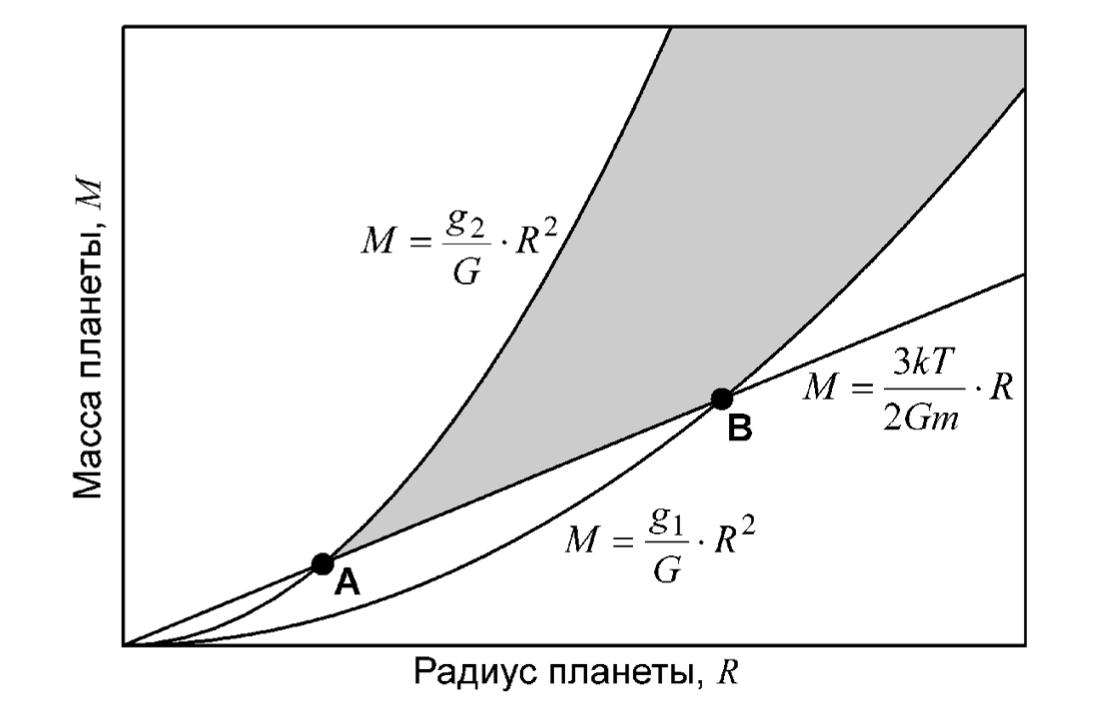 M = g₂/G · R²
Масса планеты, M
M = 3kT/2Gm · R
B
M = g₁/G · R²
A
Радиус планеты, R